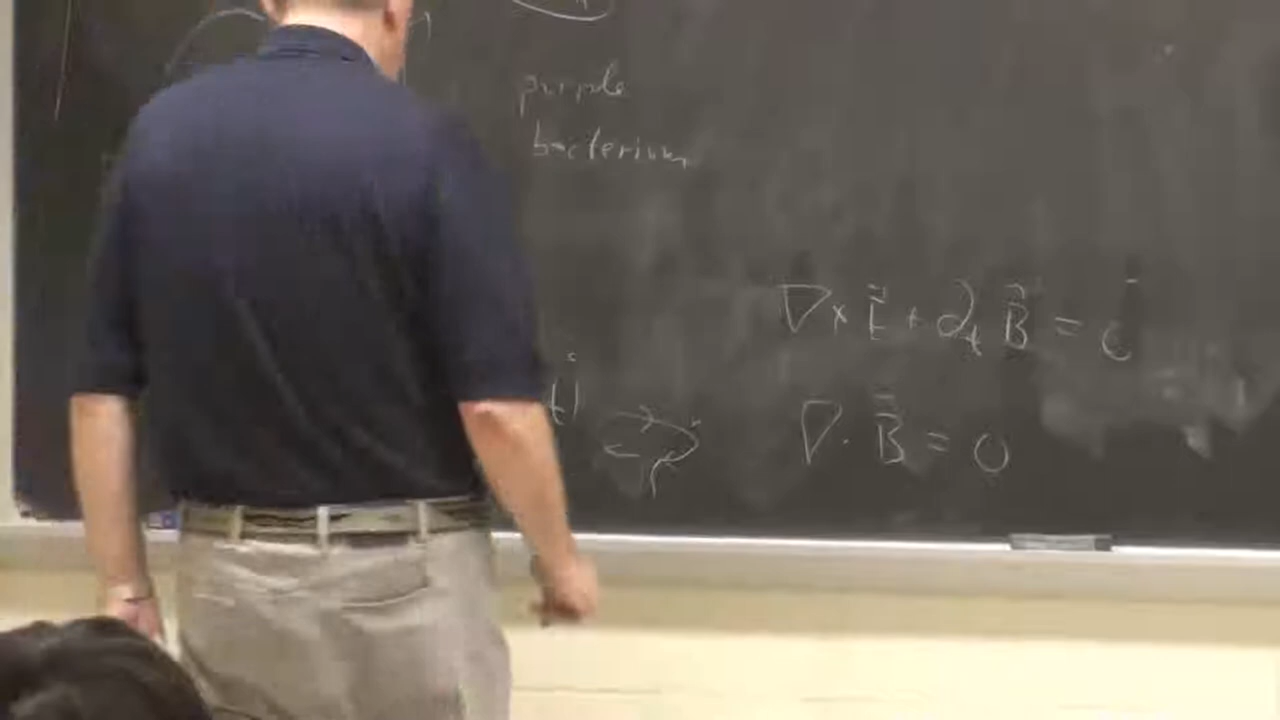 purple
bacterium
∇ × E⃗ + ∂ₜ B⃗ = 0⃗
t)
∇ · B⃗ = 0